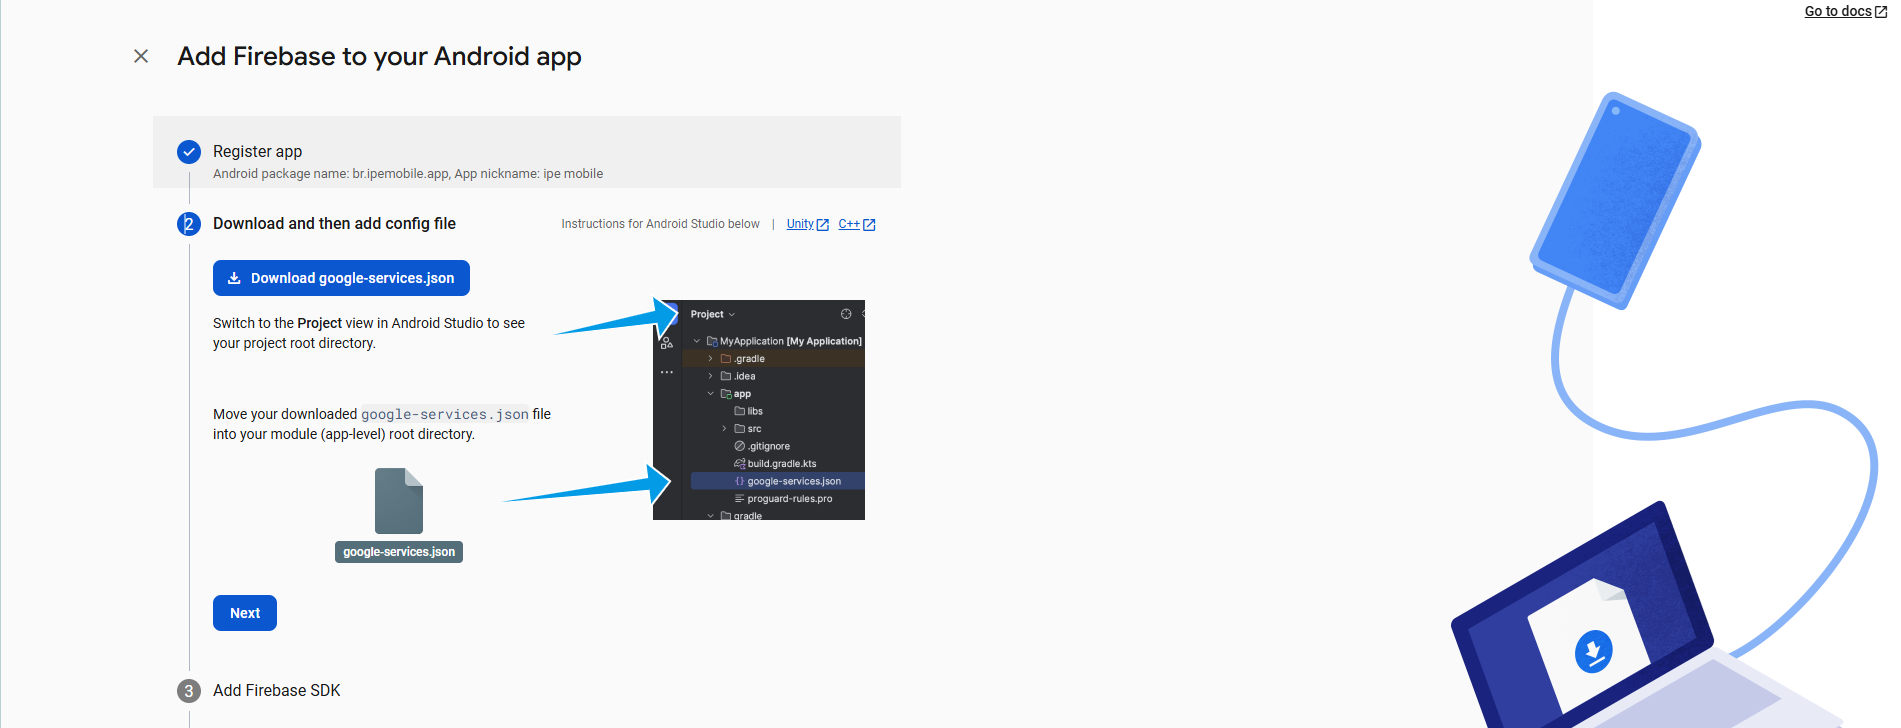 Go to docs
Add Firebase to your Android app
Register app
Android package name: br.ipemobile.app, App nickname: ipe mobile
2
Download and then add config file
Instructions for Android Studio below | Unity C++
Download google-services.json
Switch to the Project view in Android Studio to see
your project root directory.
Move your downloaded google-services.json file
into your module (app-level) root directory.
google-services.json
Project
MyApplication [My Application]
.gradle
.idea
app
libs
src
.gitignore
build.gradle.kts
google-services.json
proguard-rules.pro
gradle
Next
3
Add Firebase SDK